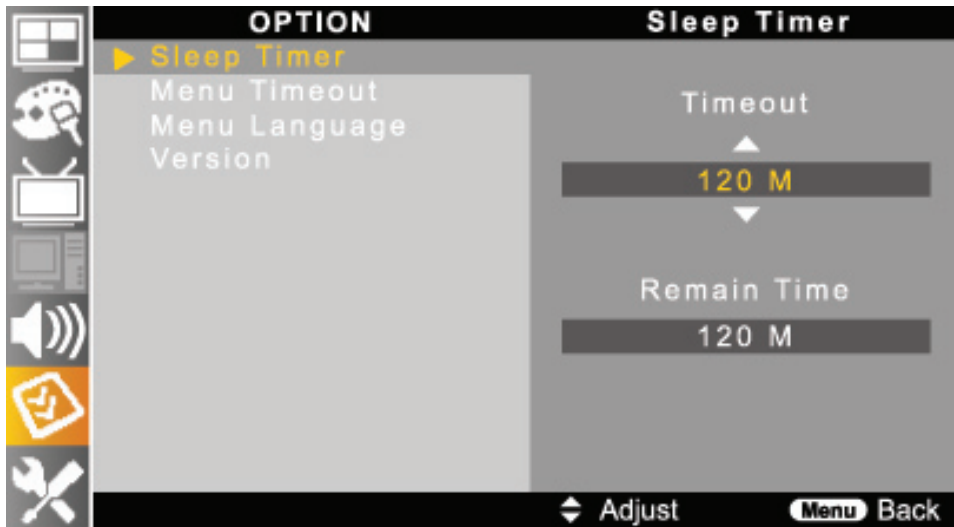 OPTION
Sleep Timer
Menu Timeout
Menu Language
Version
Sleep Timer
Timeout
120 M
Remain Time
120 M
Adjust Menu Back